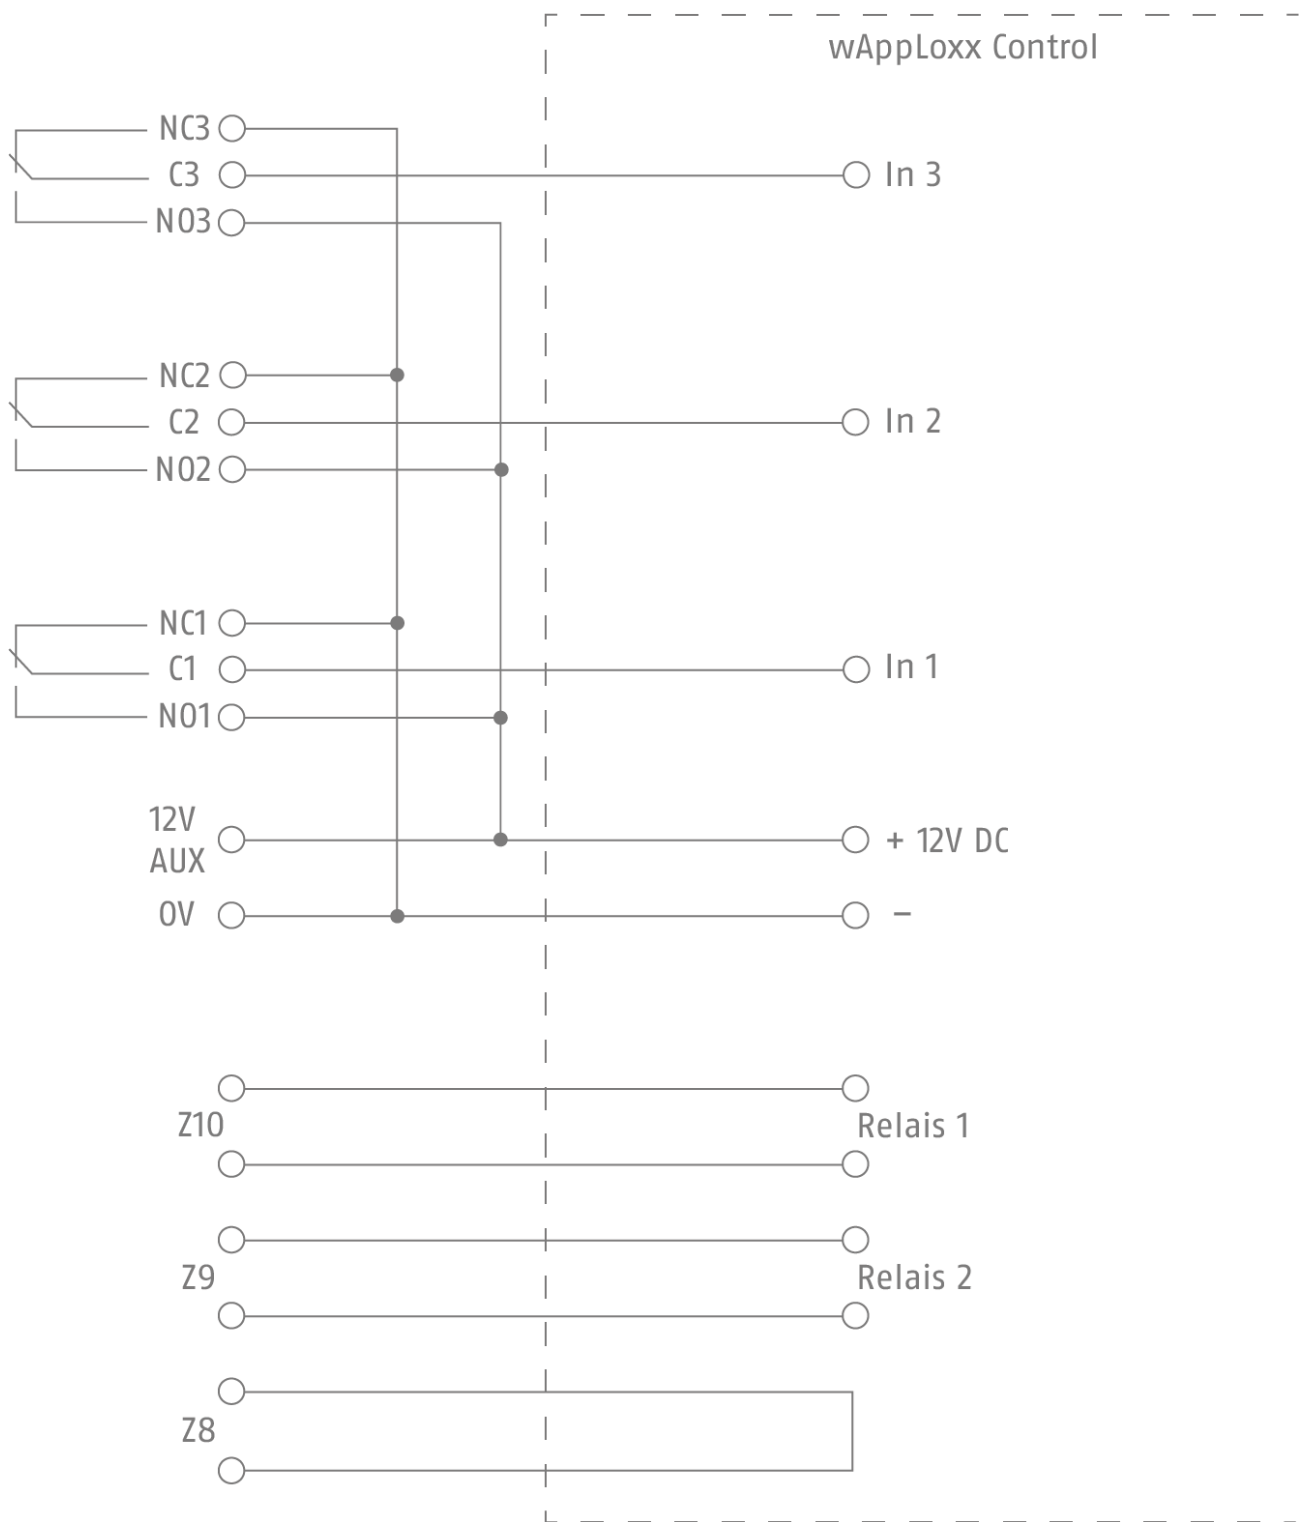 wAppLoxx Control
NC3
C3 In 3
NO3
NC2
C2 In 2
NO2
NC1
C1 In 1
NO1
12V
AUX + 12V DC
0V −
Z10 Relais 1
Z9 Relais 2
Z8